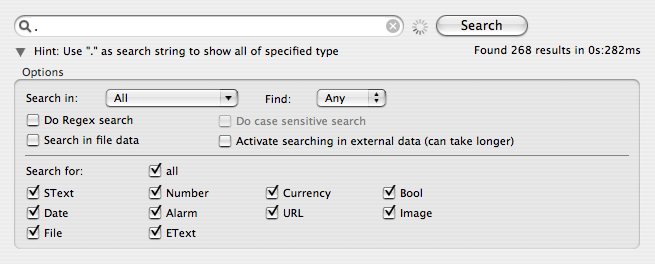 . Search
Hint: Use "." as search string to show all of specified type Found 268 results in 0s:282ms
Options
Search in: All Find: Any
Do Regex search Do case sensitive search
Search in file data Activate searching in external data (can take longer)
Search for: all
SText Number Currency Bool
Date Alarm URL Image
File EText